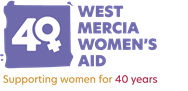 40
WEST
MERCIA
WOMEN'S
AID
Supporting women for 40 years